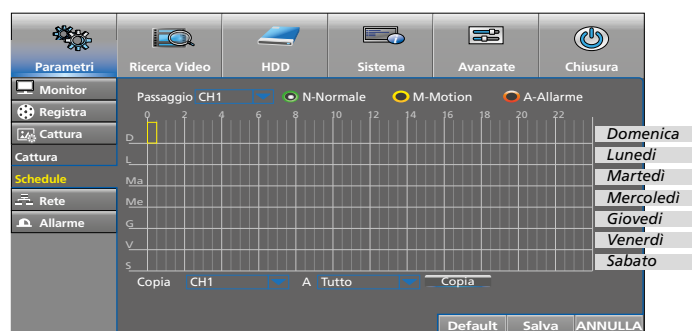 Parametri Ricerca Video HDD Sistema Avanzate Chiusura
Monitor
Registra
Cattura
Cattura
Schedule
Rete
Allarme
Passaggio CH1 N-Normale M-Motion A-Allarme
0 2 4 6 8 10 12 14 16 18 20 22
D Domenica
L Lunedi
Ma Martedì
Me Mercoledì
G Giovedi
V Venerdì
S Sabato
Copia CH1 A Tutto Copia
Default Salva ANNULLA